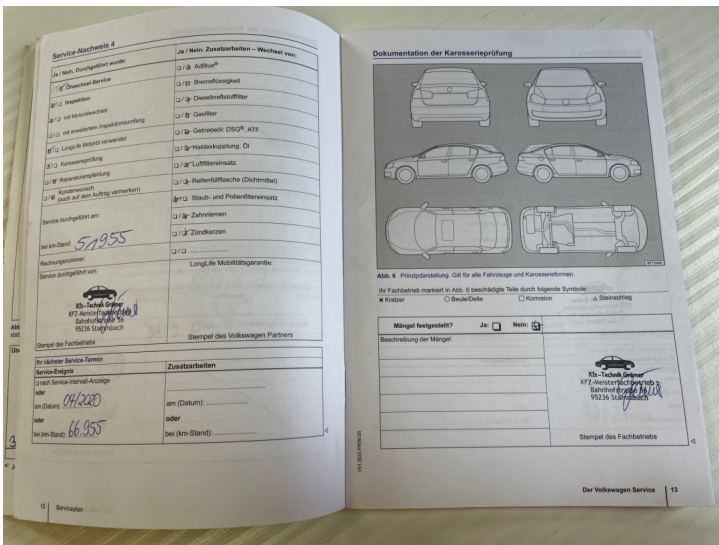 Service-Nachweis 4
Ja / Nein. Durchgeführt wurde:
Ölwechsel-Service
Inspektion
mit Motorölwechsel
mit erweitertem Inspektionsumfang
LongLife Motoröl verwendet
Karosserieprüfung
Reparaturempfehlung
Kundenwunsch
(auch auf dem Auftrag vermerken)
Service durchgeführt am:
bei km-Stand: 51955
Rechnungsnummer:
Service durchgeführt von:
Kfz-Technik Grämer
KFZ-Meisterfachbetrieb
Bahnhofstraße 36
95236 Stammbach
Stempel des Fachbetriebs
Ja / Nein. Zusatzarbeiten – Wechsel von:
AdBlue®
Bremsflüssigkeit
Dieselkraftstofffilter
Gasfilter
Getriebeöl: DSG®, ATF
Haldexkupplung: Öl
Luftfiltereinsatz
Reifenfüllflasche (Dichtmittel)
Staub- und Pollenfiltereinsatz
Zahnriemen
Zündkerzen
LongLife Mobilitätsgarantie:
Stempel des Volkswagen Partners
Ihr nächster Service-Termin
Service-Ereignis
nach Service-Intervall-Anzeige
oder
am (Datum): 04/2020
oder
bei (km-Stand): 66.955
Zusatzarbeiten
am (Datum):
oder
bei (km-Stand):
12 Serviceplan
Dokumentation der Karosserieprüfung
Abb. 6 Prinzipdarstellung. Gilt für alle Fahrzeuge und Karosserieformen.
Ihr Fachbetrieb markiert in Abb. 6 beschädigte Teile durch folgende Symbole:
Kratzer Beule/Delle Korrosion Steinschlag
Mängel festgestellt? Ja: Nein:
Beschreibung der Mängel:
Kfz-Technik Grämer
KFZ-Meisterfachbetrieb
Bahnhofstraße 36
95236 Stammbach
Stempel des Fachbetriebs
Der Volkswagen Service 13